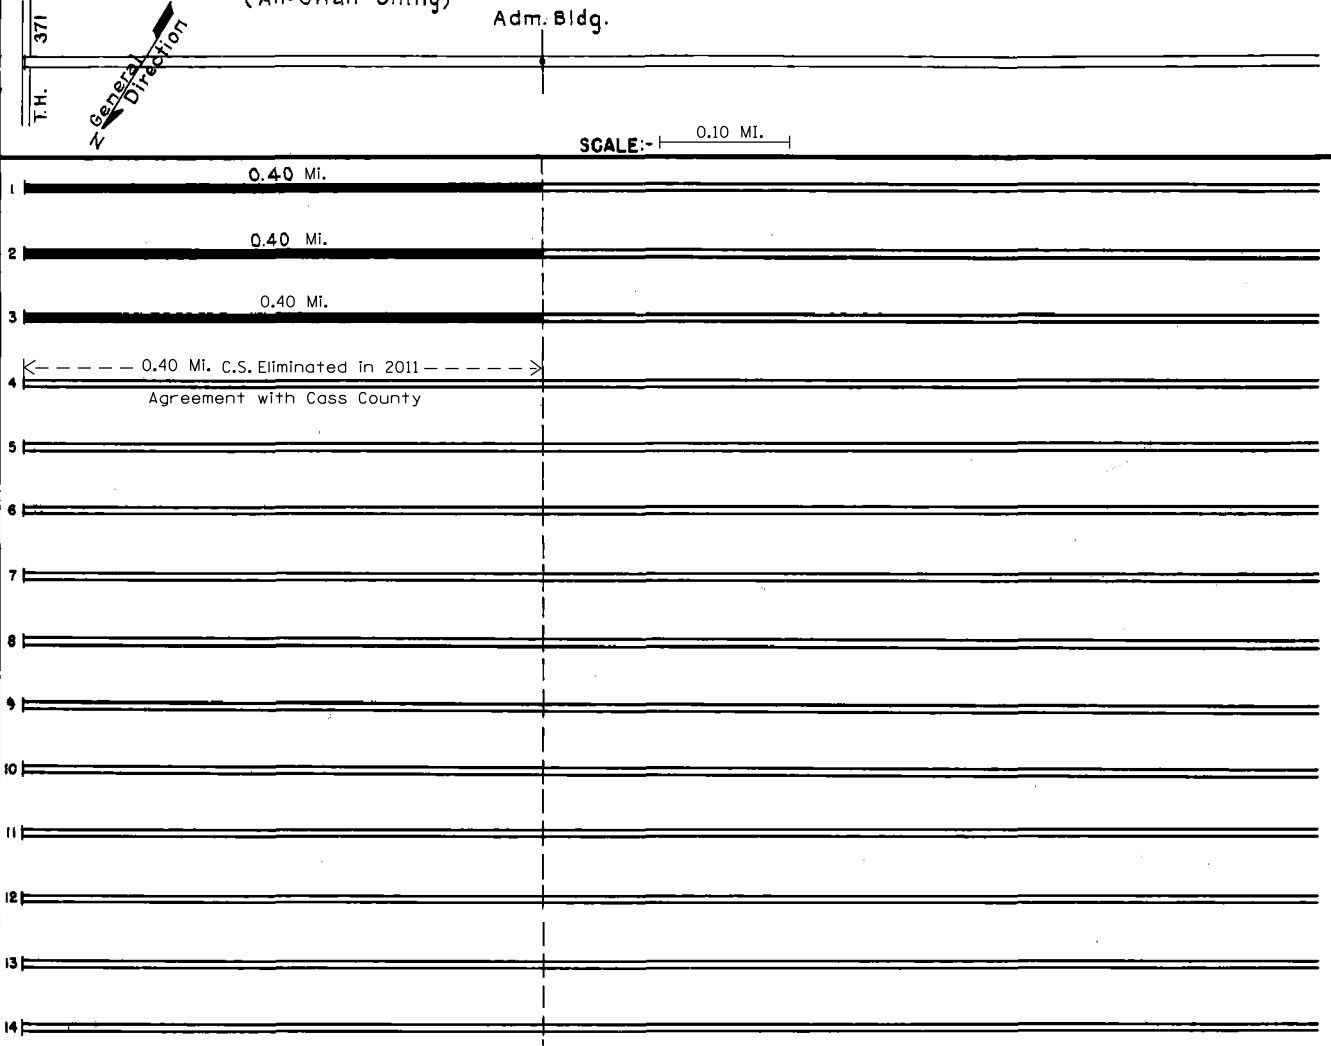 Adm. Bldg.
371
T.H.
General
Direction
N
SCALE:- 0.10 MI.
1 0.40 Mi.
2 0.40 Mi.
3 0.40 Mi.
0.40 Mi. C.S. Eliminated in 2011
4
Agreement with Cass County
5
6
7
8
9
10
11
12
13
14